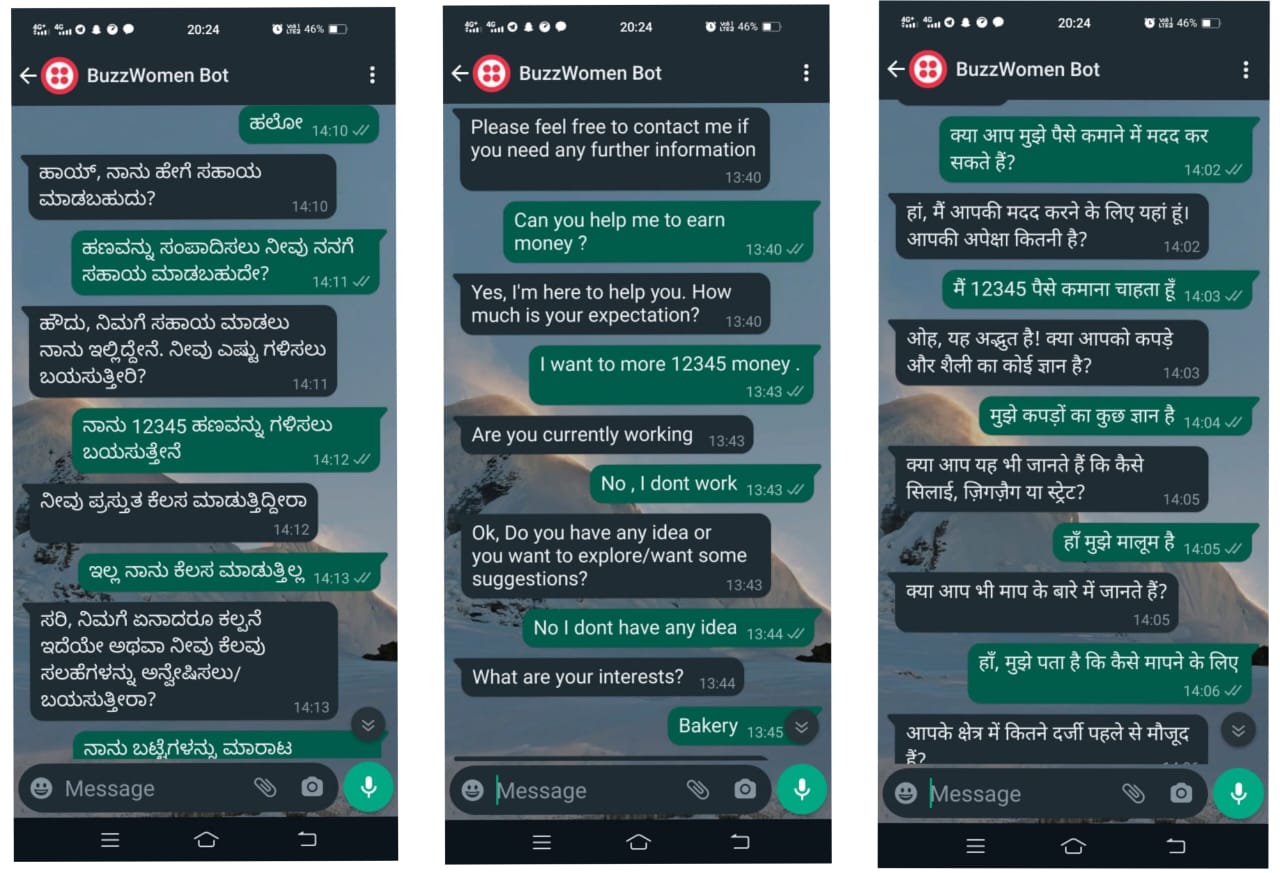 20:24
46%
BuzzWomen Bot
ಹಲೋ
14:10
ಹಾಯ್, ನಾನು ಹೇಗೆ ಸಹಾಯ
ಮಾಡಬಹುದು?
14:10
ಹಣವನ್ನು ಸಂಪಾದಿಸಲು ನೀವು ನನಗೆ
ಸಹಾಯ ಮಾಡಬಹುದೇ?
14:11
ಹೌದು, ನಿಮಗೆ ಸಹಾಯ ಮಾಡಲು
ನಾನು ಇಲ್ಲಿದ್ದೇನೆ. ನೀವು ಎಷ್ಟು ಗಳಿಸಲು
ಬಯಸುತ್ತೀರಿ?
14:11
ನಾನು 12345 ಹಣವನ್ನು ಗಳಿಸಲು
ಬಯಸುತ್ತೇನೆ
14:12
ನೀವು ಪ್ರಸ್ತುತ ಕೆಲಸ ಮಾಡುತ್ತಿದ್ದೀರಾ
14:12
ಇಲ್ಲ ನಾನು ಕೆಲಸ ಮಾಡುತ್ತಿಲ್ಲ
14:13
ಸರಿ, ನಿಮಗೆ ಏನಾದರೂ ಕಲ್ಪನೆ
ಇದೆಯೇ ಅಥವಾ ನೀವು ಕೆಲವು
ಸಲಹೆಗಳನ್ನು ಅನ್ವೇಷಿಸಲು/
ಬಯಸುತ್ತೀರಾ?
14:13
ನಾನು ಬಟ್ಟೆಗಳನ್ನು ಮಾರಾಟ
Message
20:24
46%
BuzzWomen Bot
Please feel free to contact me if
you need any further information
13:40
Can you help me to earn
money ?
13:40
Yes, I'm here to help you. How
much is your expectation?
13:40
I want to more 12345 money .
13:43
Are you currently working
13:43
No , I dont work
13:43
Ok, Do you have any idea or
you want to explore/want some
suggestions?
13:43
No I dont have any idea
13:44
What are your interests?
13:44
Bakery
13:45
Message
20:24
46%
BuzzWomen Bot
क्या आप मुझे पैसे कमाने में मदद कर
सकते हैं?
14:02
हां, मैं आपकी मदद करने के लिए यहां हूं।
आपकी अपेक्षा कितनी है?
14:02
मैं 12345 पैसे कमाना चाहता हूँ
14:03
ओह, यह अद्भुत है! क्या आपको कपड़े
और शैली का कोई ज्ञान है?
14:03
मुझे कपड़ों का कुछ ज्ञान है
14:04
क्या आप यह भी जानते हैं कि कैसे
सिलाई, ज़िगज़ैग या स्ट्रेट?
14:05
हाँ मुझे मालूम है
14:05
क्या आप भी माप के बारे में जानते हैं?
14:05
हाँ, मुझे पता है कि कैसे मापने के लिए
14:06
आपके क्षेत्र में कितने दर्जी पहले से मौजूद
हैं?
Message